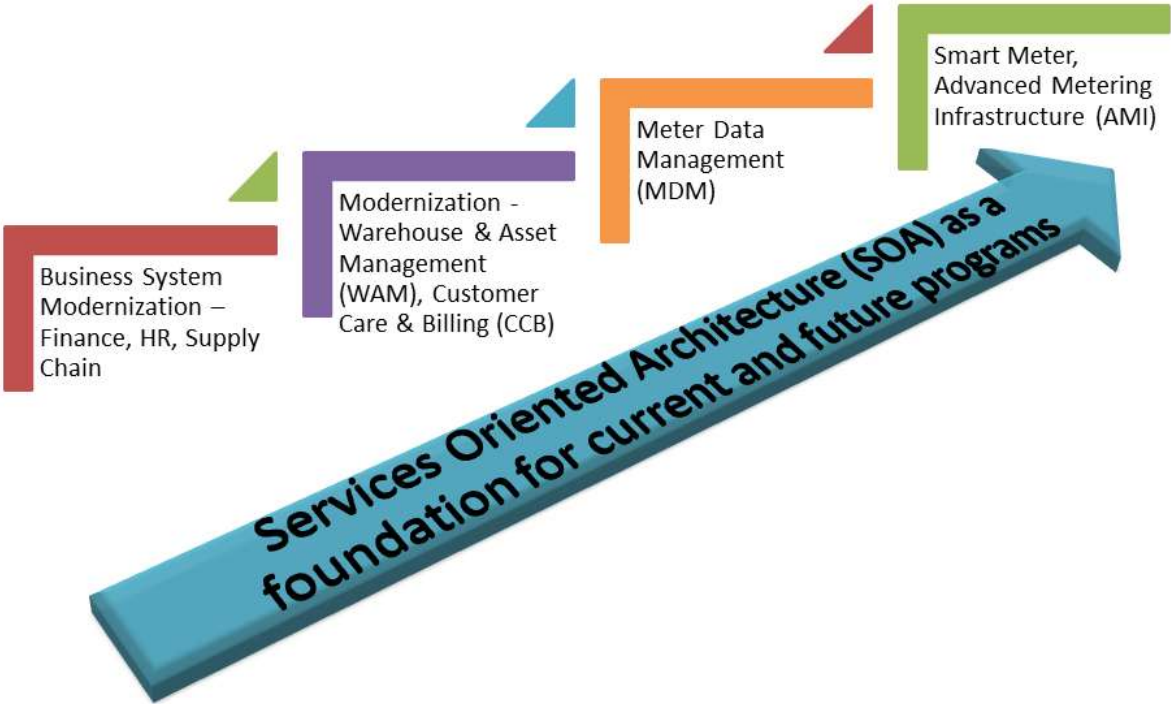 Business System
Modernization –
Finance, HR, Supply
Chain
Modernization -
Warehouse & Asset
Management
(WAM), Customer
Care & Billing (CCB)
Meter Data
Management
(MDM)
Smart Meter,
Advanced Metering
Infrastructure (AMI)
Services Oriented Architecture (SOA) as a
foundation for current and future programs